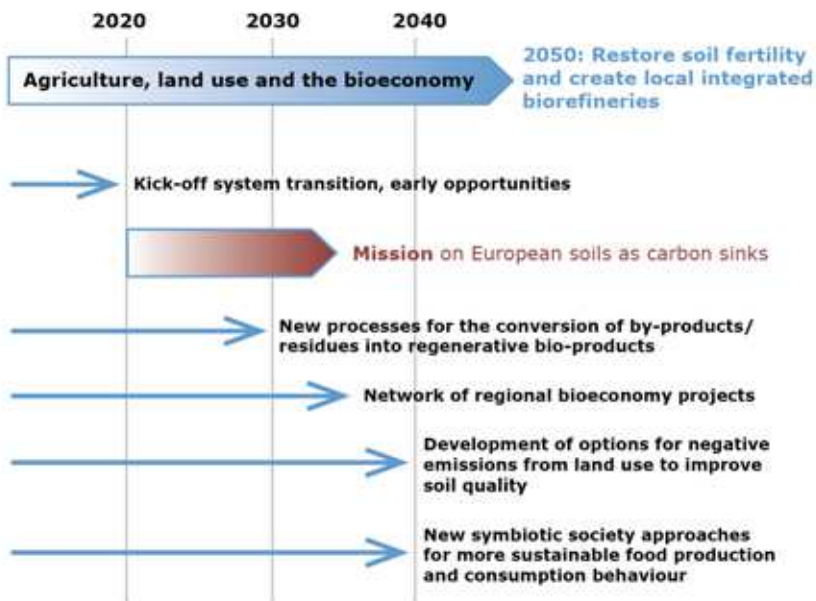 2020 2030 2040
Agriculture, land use and the bioeconomy
2050: Restore soil fertility
and create local integrated
biorefineries
Kick-off system transition, early opportunities
Mission on European soils as carbon sinks
New processes for the conversion of by-products/
residues into regenerative bio-products
Network of regional bioeconomy projects
Development of options for negative
emissions from land use to improve
soil quality
New symbiotic society approaches
for more sustainable food production
and consumption behaviour